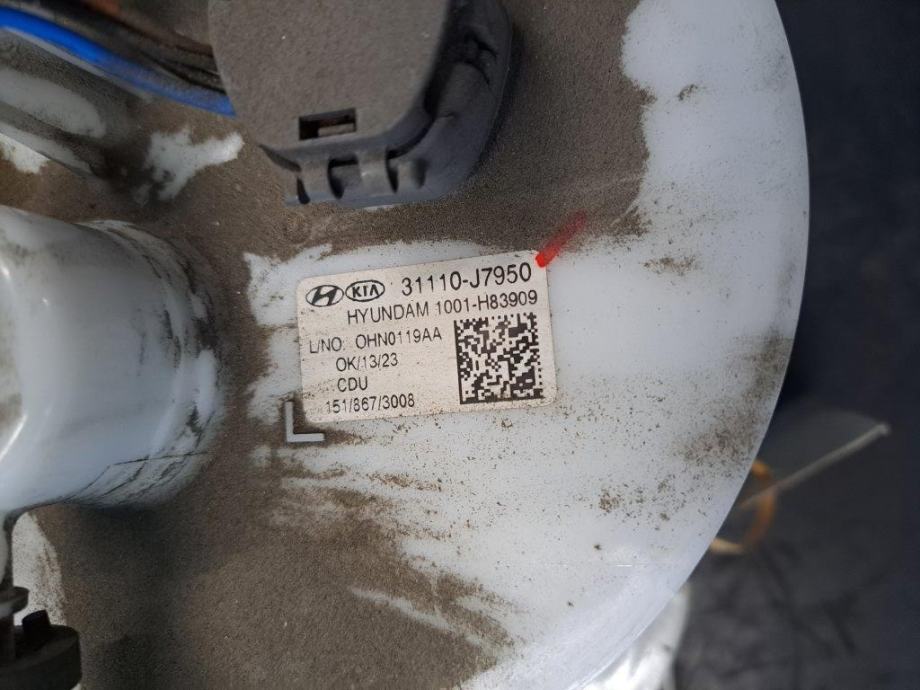 KIA 31110-J7950
HYUNDAM 1001-H83909
L/NO: OHN0119AA
OK/13/23
CDU
151/867/3008
L